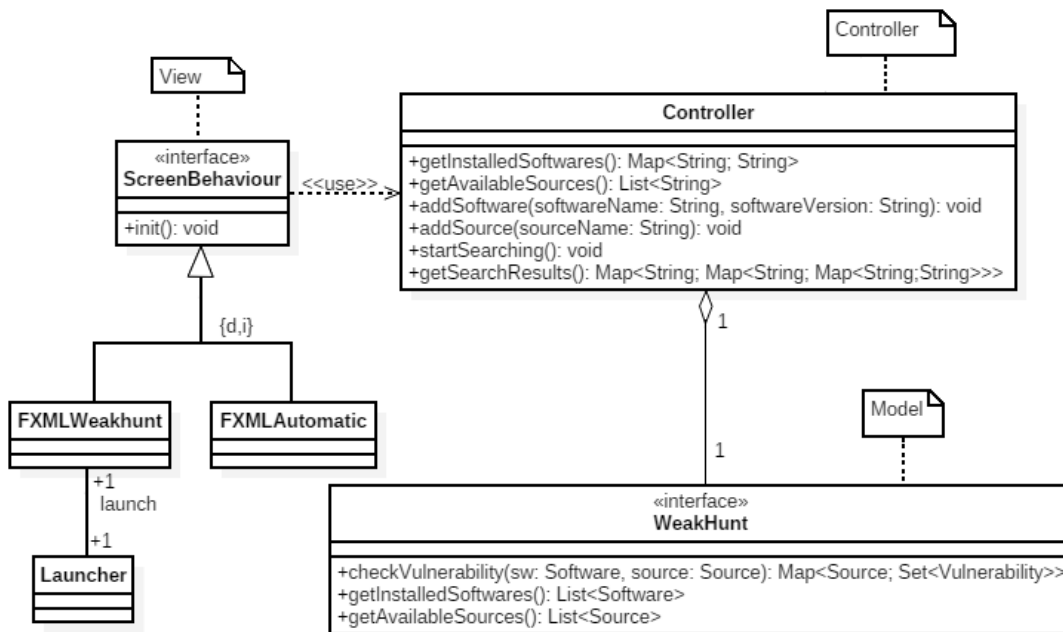 Controller
View
Controller
«interface»
ScreenBehaviour
+init(): void
<<use>>
+getInstalledSoftwares(): Map<String; String>
+getAvailableSources(): List<String>
+addSoftware(softwareName: String, softwareVersion: String): void
+addSource(sourceName: String): void
+startSearching(): void
+getSearchResults(): Map<String; Map<String; Map<String;String>>>
{d,i}
1
FXMLWeakhunt
FXMLAutomatic
Model
1
+1
launch
+1
Launcher
«interface»
WeakHunt
+checkVulnerability(sw: Software, source: Source): Map<Source; Set<Vulnerability>>
+getInstalledSoftwares(): List<Software>
+getAvailableSources(): List<Source>